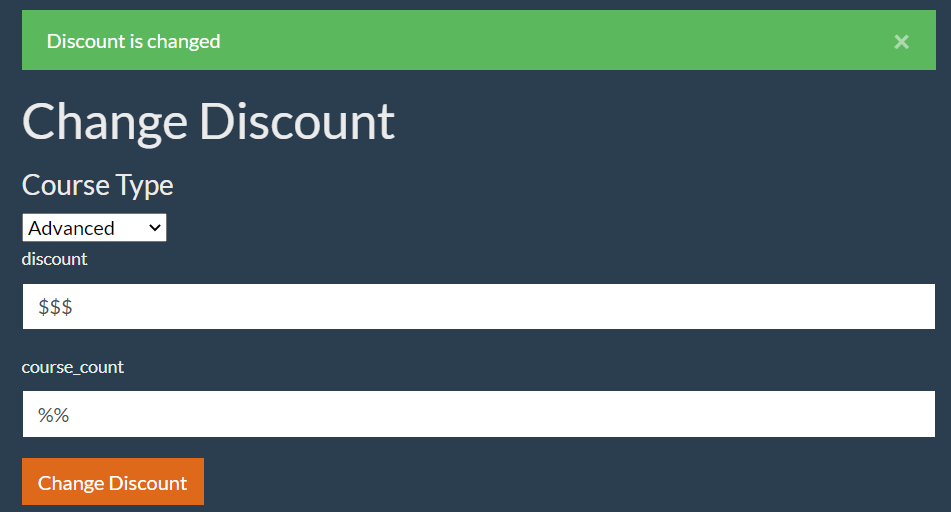 Discount is changed ×
Change Discount
Course Type
Advanced
discount
$$$
course_count
%%
Change Discount